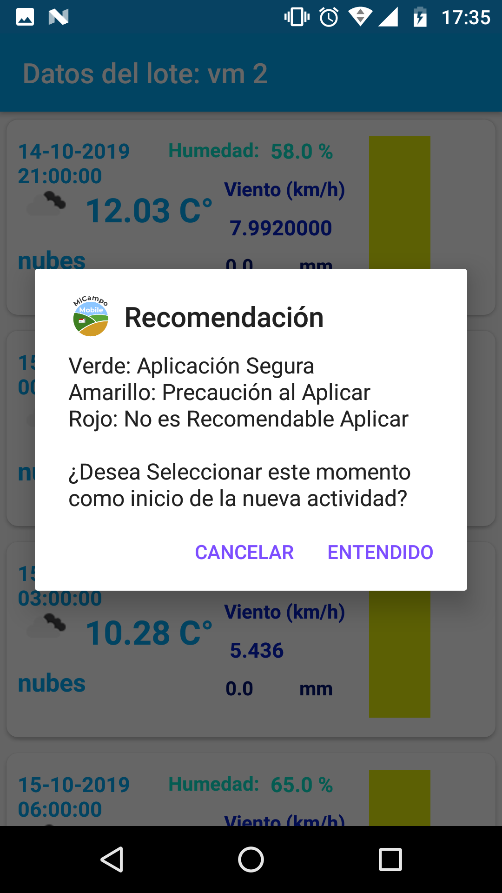 17:35
Datos del lote: vm 2
14-10-2019 Humedad: 58.0 %
21:00:00
Viento (km/h)
12.03 C°
7.9920000
nubes
0.0 mm
MiCampo
Mobile
Recomendación
Verde: Aplicación Segura
Amarillo: Precaución al Aplicar
Rojo: No es Recomendable Aplicar
¿Desea Seleccionar este momento
como inicio de la nueva actividad?
CANCELAR ENTENDIDO
03:00:00
Viento (km/h)
10.28 C°
5.436
nubes
0.0 mm
15-10-2019 Humedad: 65.0 %
06:00:00
Viento (km/h)